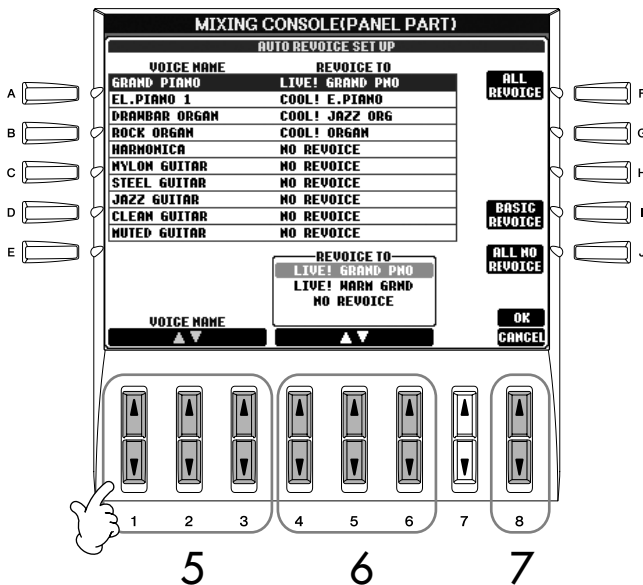 MIXING CONSOLE(PANEL PART)
AUTO REVOICE SET UP
VOICE NAME REVOICE TO
GRAND PIANO LIVE! GRAND PNO
EL.PIANO 1 COOL! E.PIANO
DRAWBAR ORGAN COOL! JAZZ ORG
ROCK ORGAN COOL! ORGAN
HARMONICA NO REVOICE
NYLON GUITAR NO REVOICE
STEEL GUITAR NO REVOICE
JAZZ GUITAR NO REVOICE
CLEAN GUITAR NO REVOICE
MUTED GUITAR NO REVOICE
ALL
REVOICE
BASIC
REVOICE
ALL NO
REVOICE
REVOICE TO
LIVE! GRAND PNO
LIVE! WARM GRND
NO REVOICE
OK
CANCEL
VOICE NAME
A
B
C
D
E
F
G
H
I
J
1 2 3 4 5 6 7 8
5 6 7